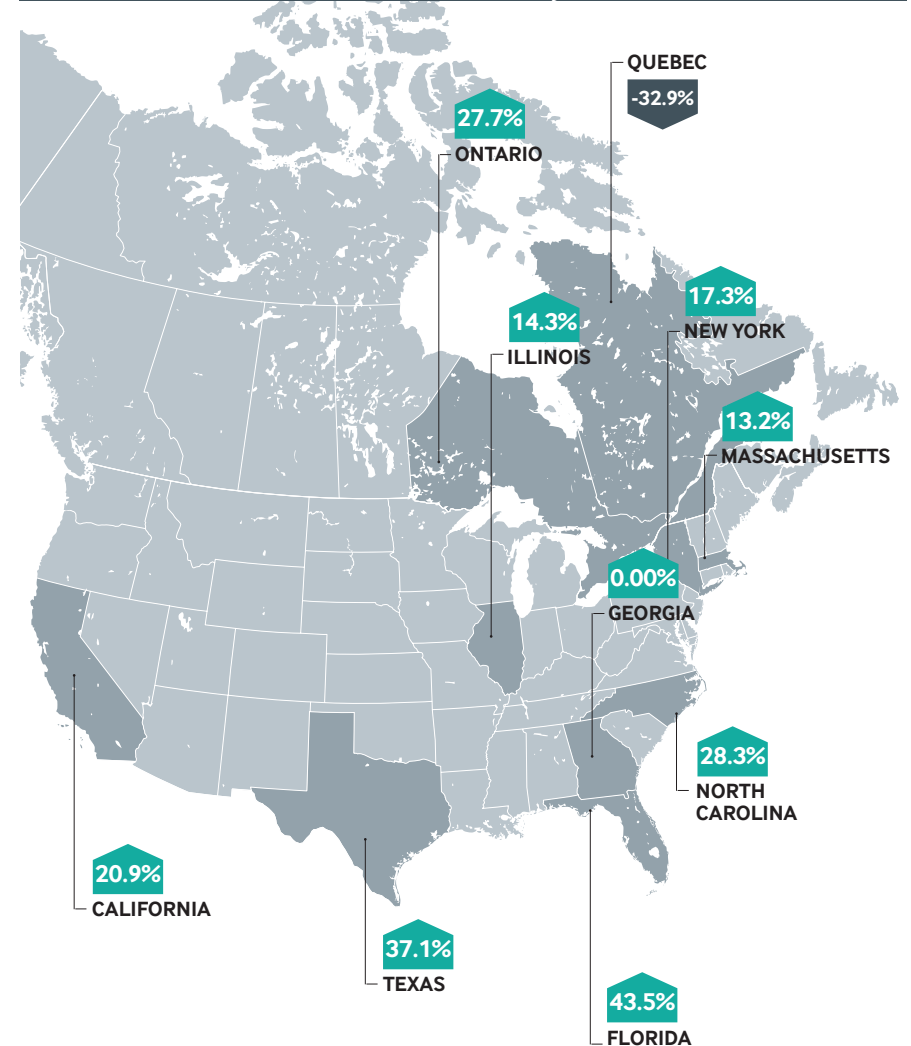 QUEBEC
-32.9%
27.7%
ONTARIO
17.3%
NEW YORK
14.3%
ILLINOIS
13.2%
MASSACHUSETTS
0.00%
GEORGIA
28.3%
NORTH
CAROLINA
20.9%
CALIFORNIA
37.1%
TEXAS
43.5%
FLORIDA